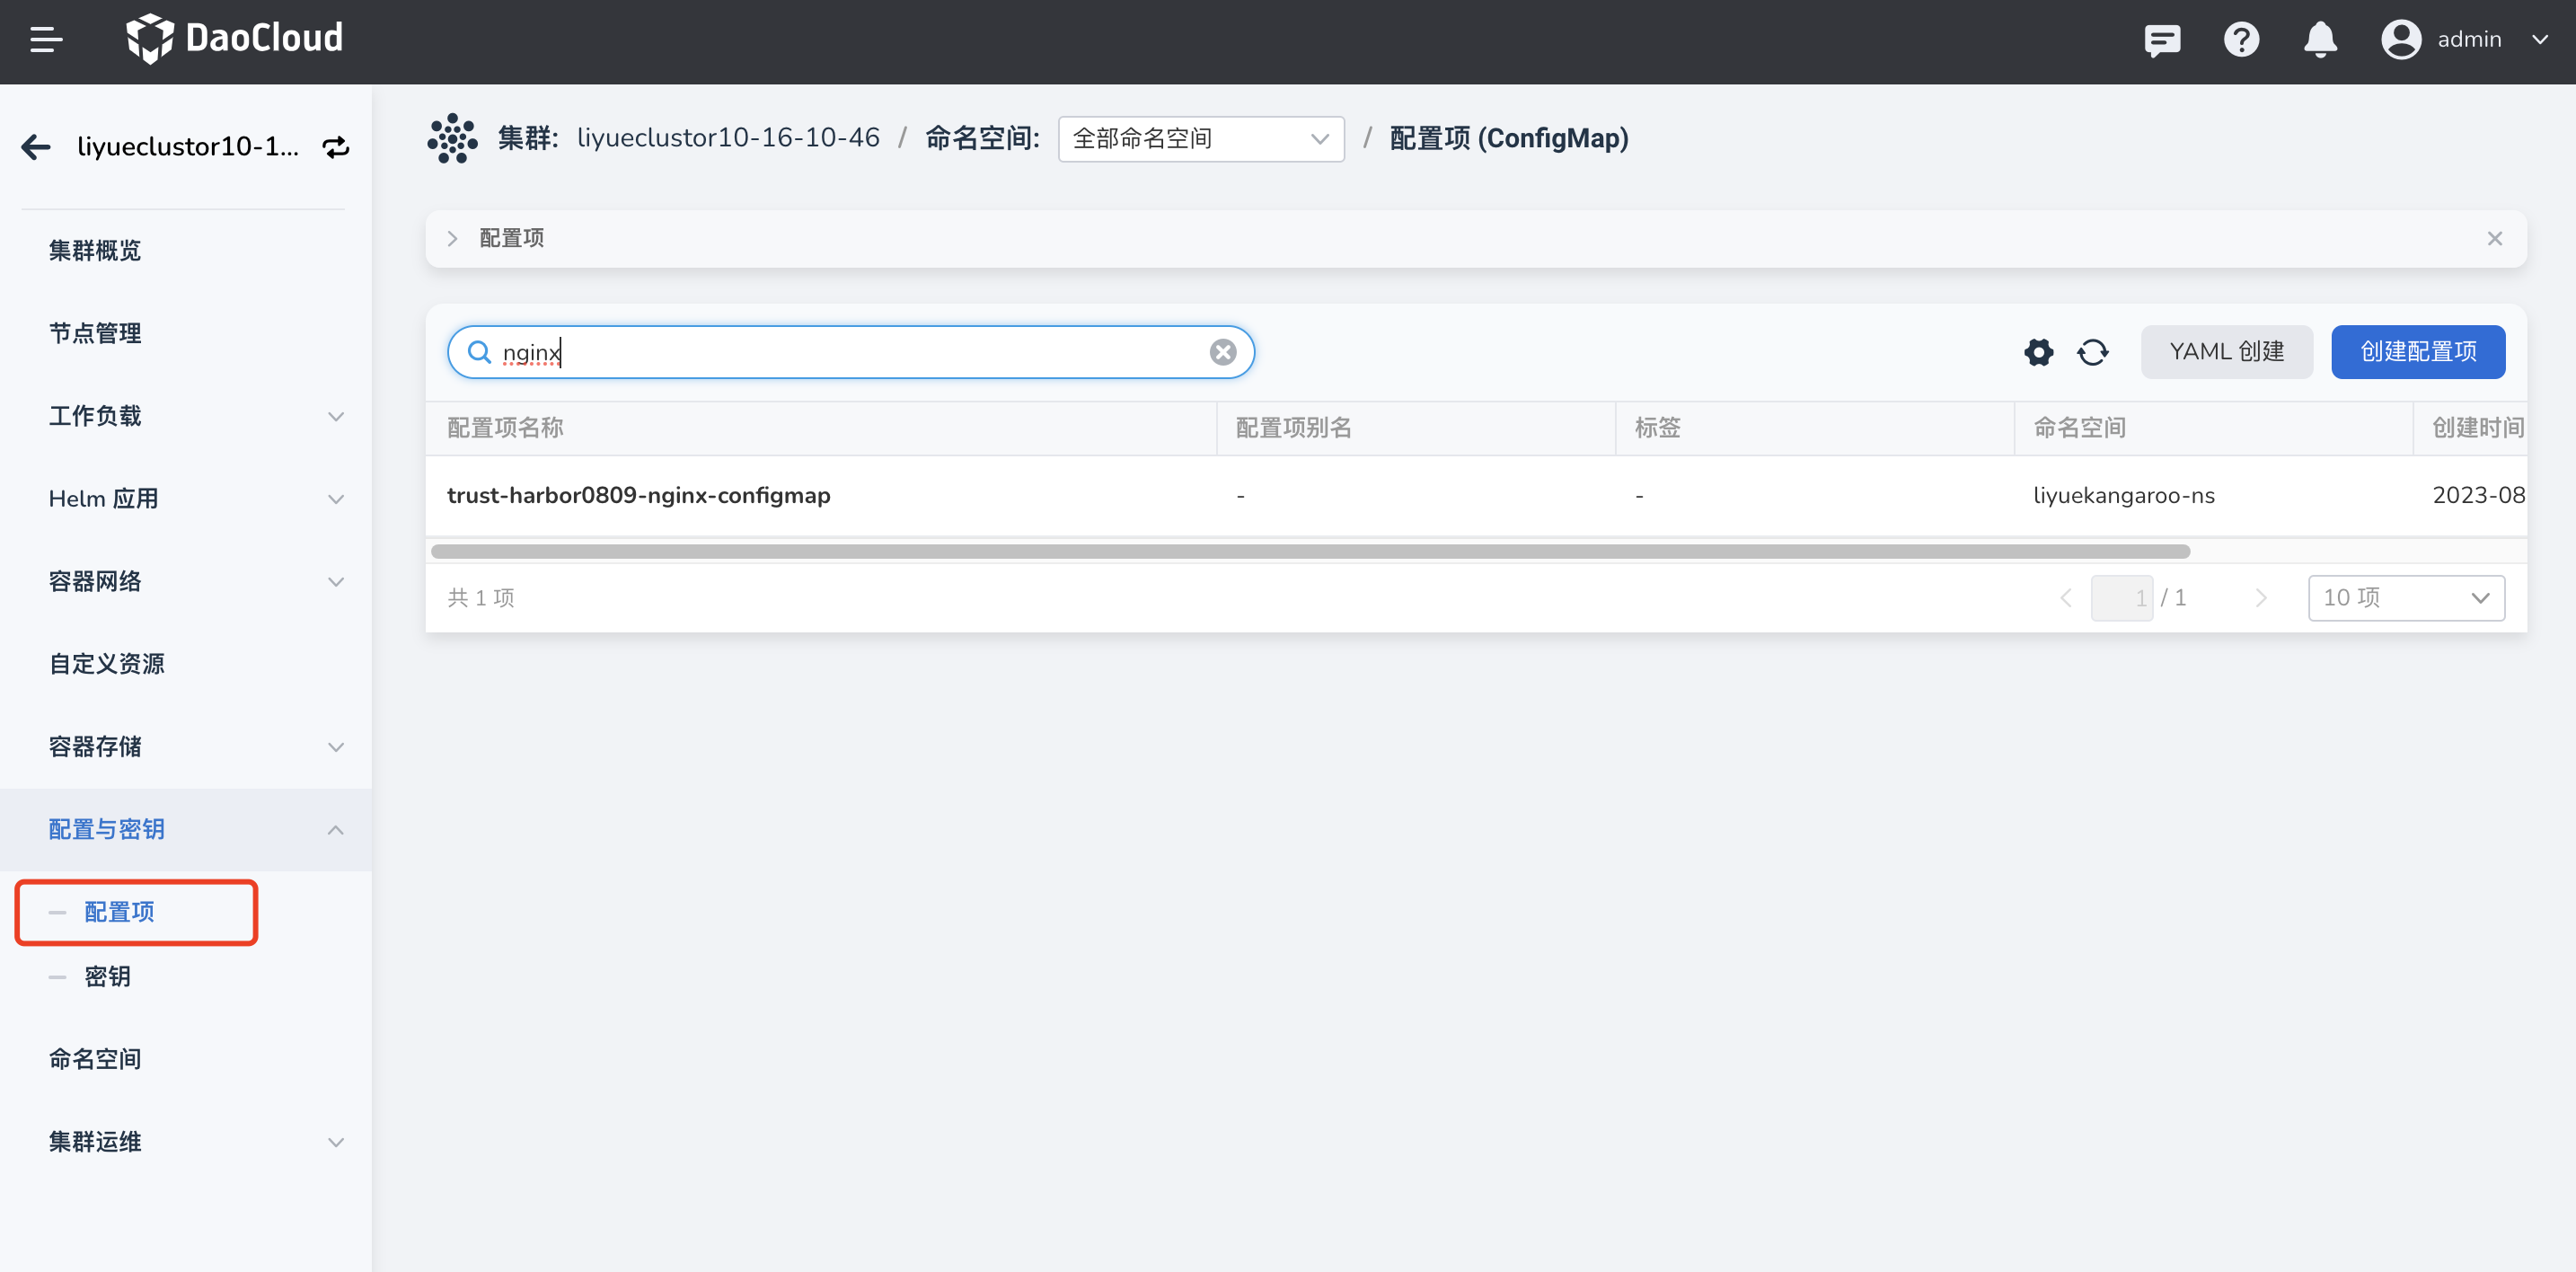 DaoCloud
admin
liyueclustor10-1...
集群概览
节点管理
工作负载
Helm 应用
容器网络
自定义资源
容器存储
配置与密钥
配置项
密钥
命名空间
集群运维
集群: liyueclustor10-16-10-46 / 命名空间: 全部命名空间 / 配置项 (ConfigMap)
配置项
nginx
YAML 创建
创建配置项
配置项名称 配置项别名 标签 命名空间 创建时间
trust-harbor0809-nginx-configmap - - liyuekangaroo-ns 2023-08
共 1 项
1 / 1
10 项